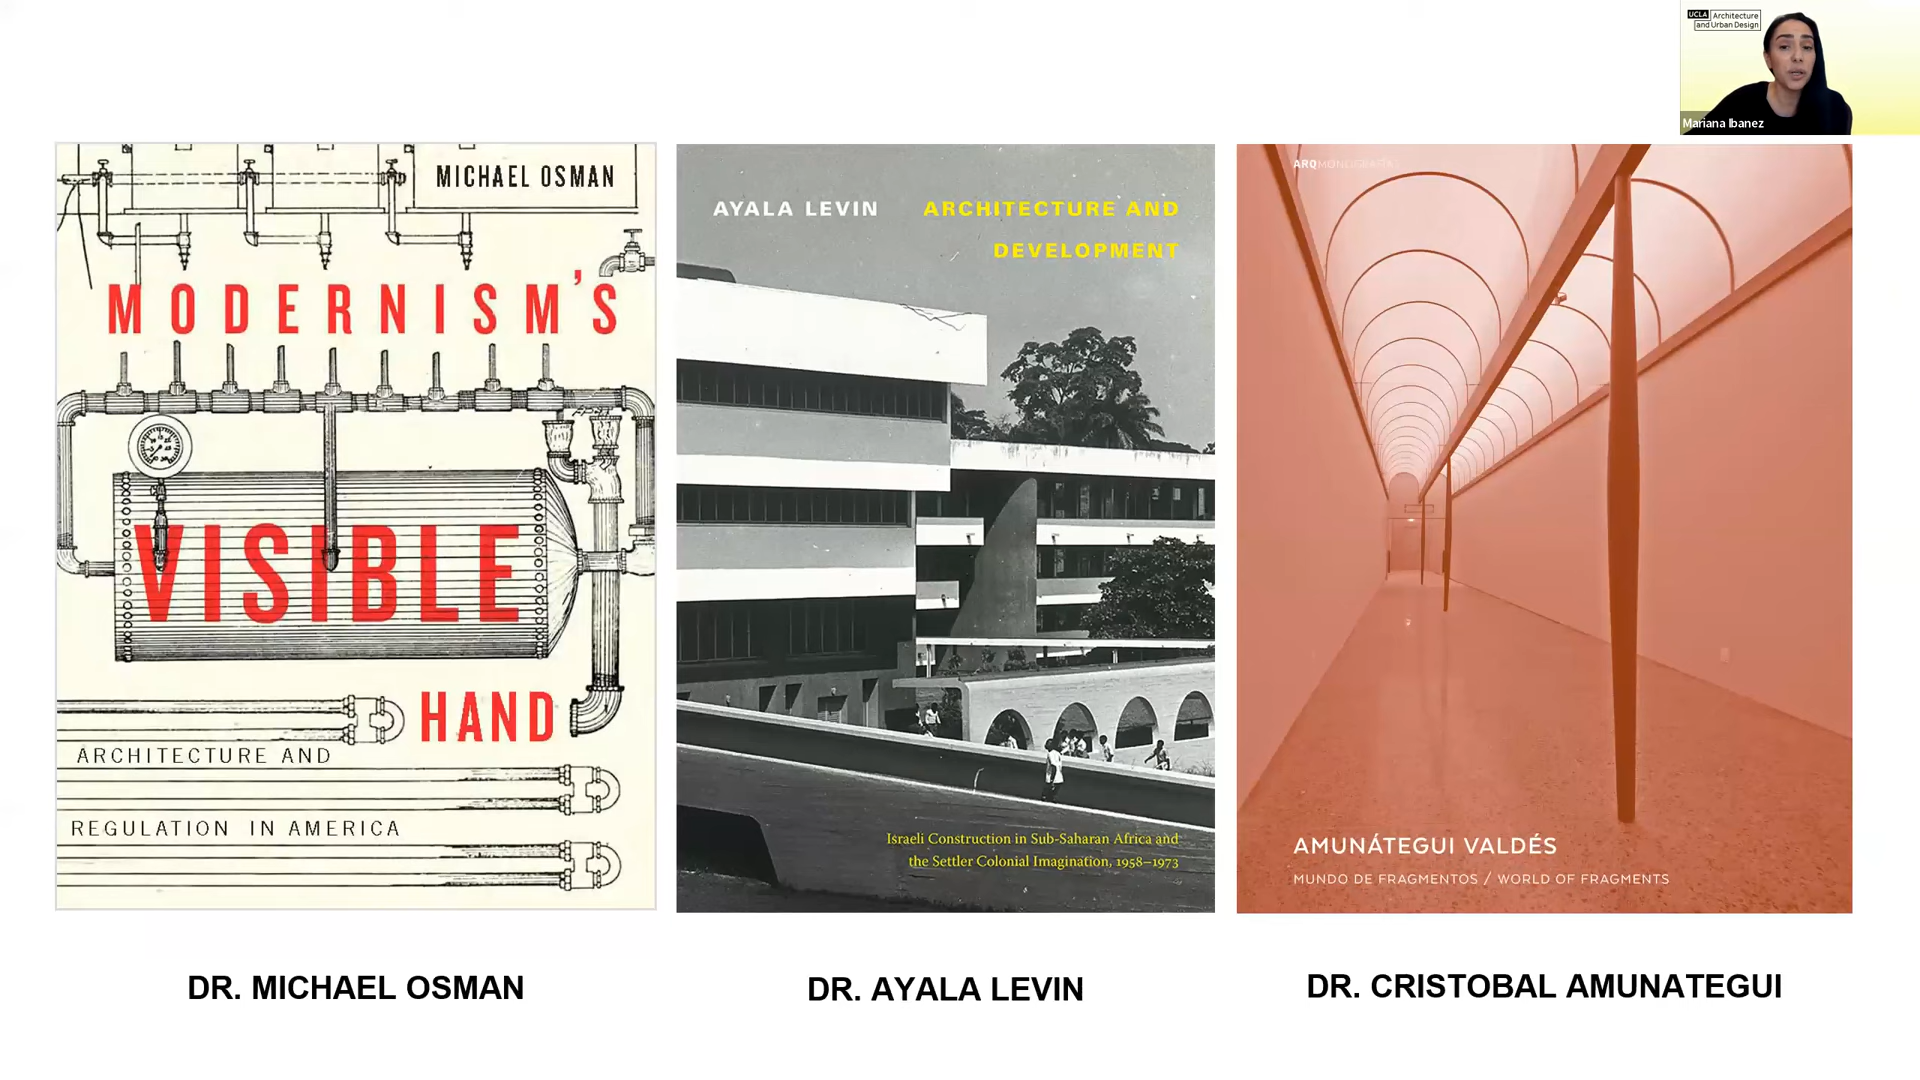 UCLA Architecture
and Urban Design
Mariana Ibanez
MICHAEL OSMAN
MODERNISM'S
VISIBLE
HAND
ARCHITECTURE AND
REGULATION IN AMERICA
AYALA LEVIN
ARCHITECTURE AND
DEVELOPMENT
Israeli Construction in Sub-Saharan Africa and
the Settler Colonial Imagination, 1958–1973
ARQMONOGRAFÍAS
AMUNÁTEGUI VALDÉS
MUNDO DE FRAGMENTOS / WORLD OF FRAGMENTS
DR. MICHAEL OSMAN
DR. AYALA LEVIN
DR. CRISTOBAL AMUNATEGUI